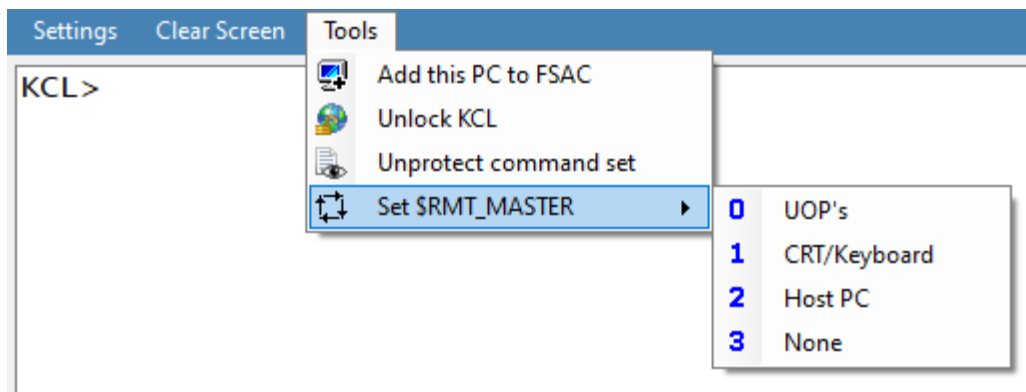 Settings Clear Screen Tools
KCL>
Add this PC to FSAC
Unlock KCL
Unprotect command set
Set $RMT_MASTER
0 UOP's
1 CRT/Keyboard
2 Host PC
3 None